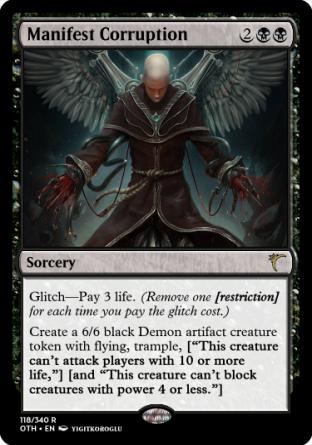 Manifest Corruption 2
Sorcery
Glitch—Pay 3 life. (Remove one [restriction]
for each time you pay the glitch cost.)
Create a 6/6 black Demon artifact creature
token with flying, trample, [“This creature
can’t attack players with 10 or more
life,”] [and “This creature can’t block
creatures with power 4 or less.”]
118/340 R
OTH • EN YIGITKOROGLU